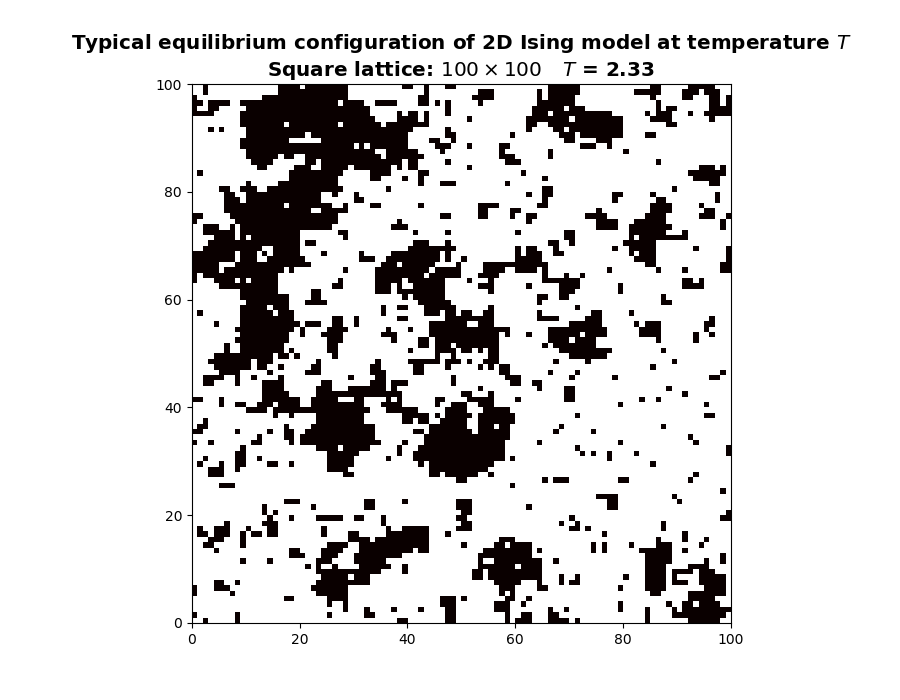 Typical equilibrium configuration of 2D Ising model at temperature T
Square lattice: 100 × 100 T = 2.33
100
80
60
40
20
0
0 20 40 60 80 100